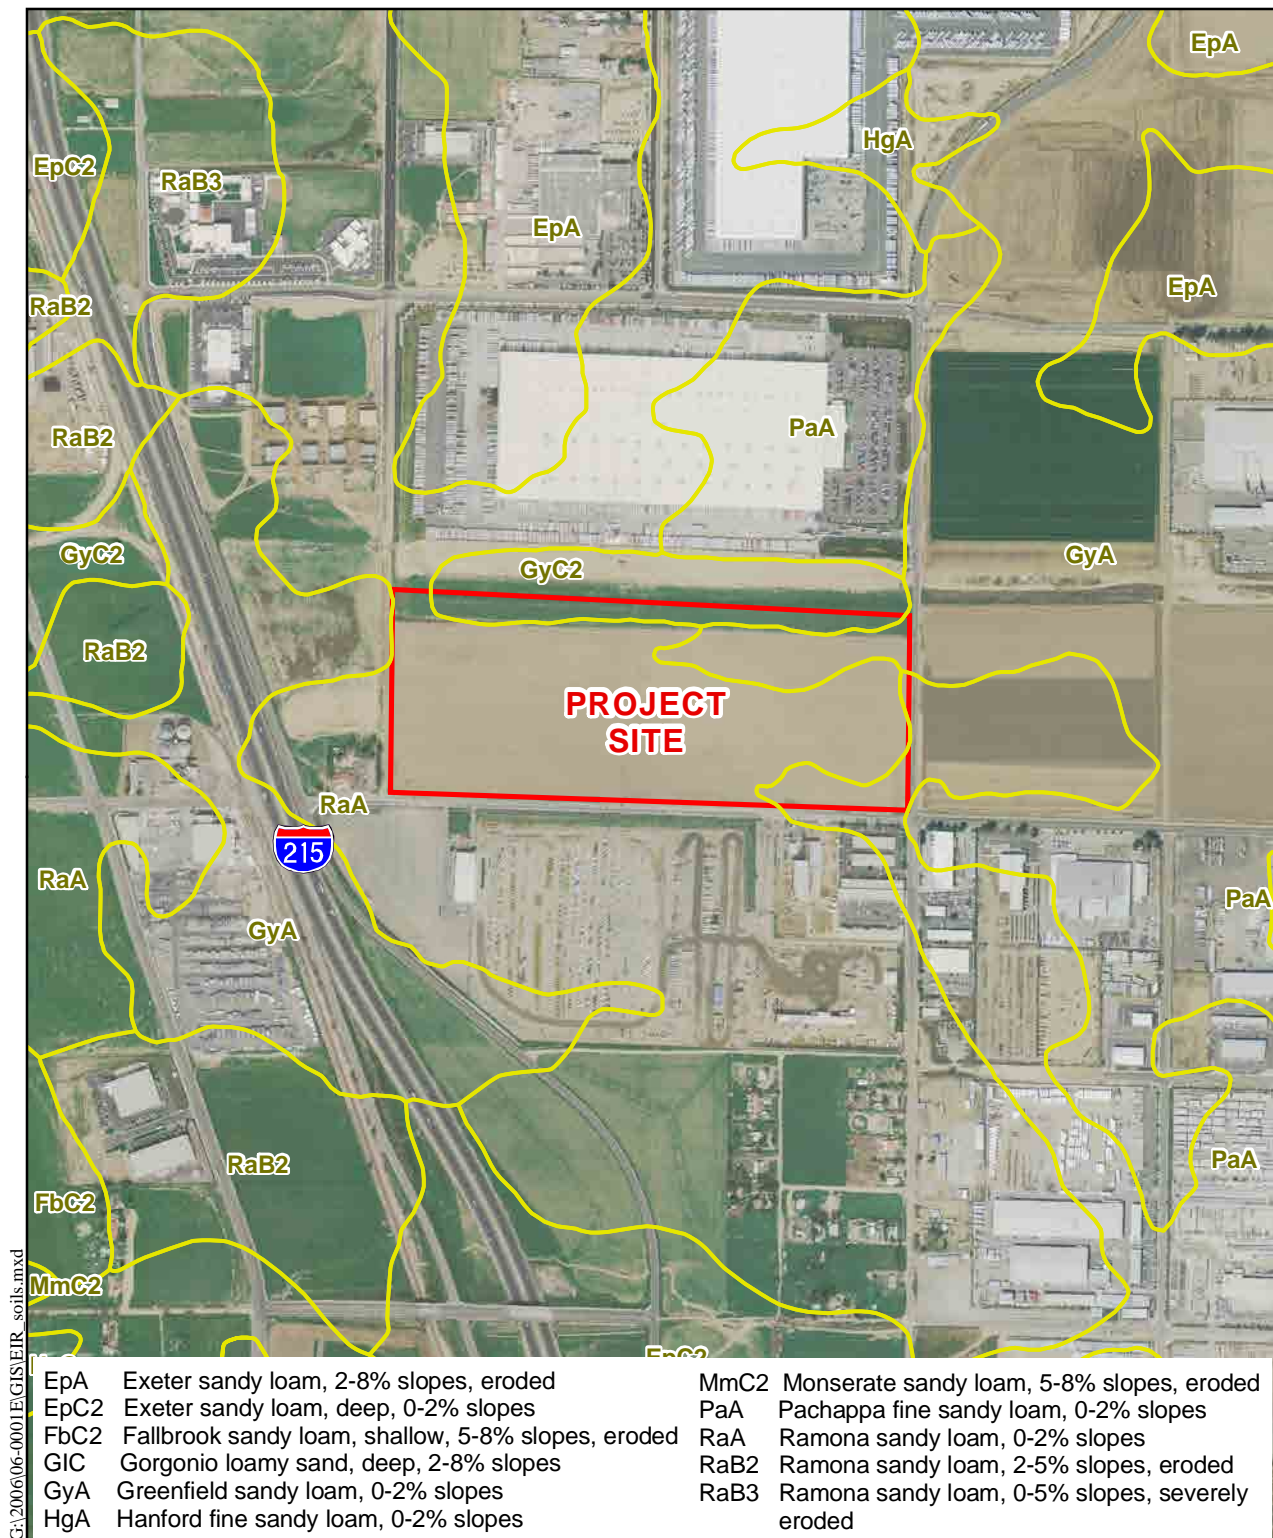 EpA
HgA
EpC2
RaB3
EpA
EpA
RaB2
PaA
RaB2
GyC2
GyC2
GyA
RaB2
PROJECT
SITE
RaA
215
RaA
PaA
GyA
RaB2
PaA
FbC2
MmC2
EpC2
EpA Exeter sandy loam, 2-8% slopes, eroded
EpC2 Exeter sandy loam, deep, 0-2% slopes
FbC2 Fallbrook sandy loam, shallow, 5-8% slopes, eroded
GIC Gorgonio loamy sand, deep, 2-8% slopes
GyA Greenfield sandy loam, 0-2% slopes
HgA Hanford fine sandy loam, 0-2% slopes
MmC2 Monserate sandy loam, 5-8% slopes, eroded
PaA Pachappa fine sandy loam, 0-2% slopes
RaA Ramona sandy loam, 0-2% slopes
RaB2 Ramona sandy loam, 2-5% slopes, eroded
RaB3 Ramona sandy loam, 0-5% slopes, severely
eroded
G:\2006\06-0001E\GIS\EIR_soils.mxd